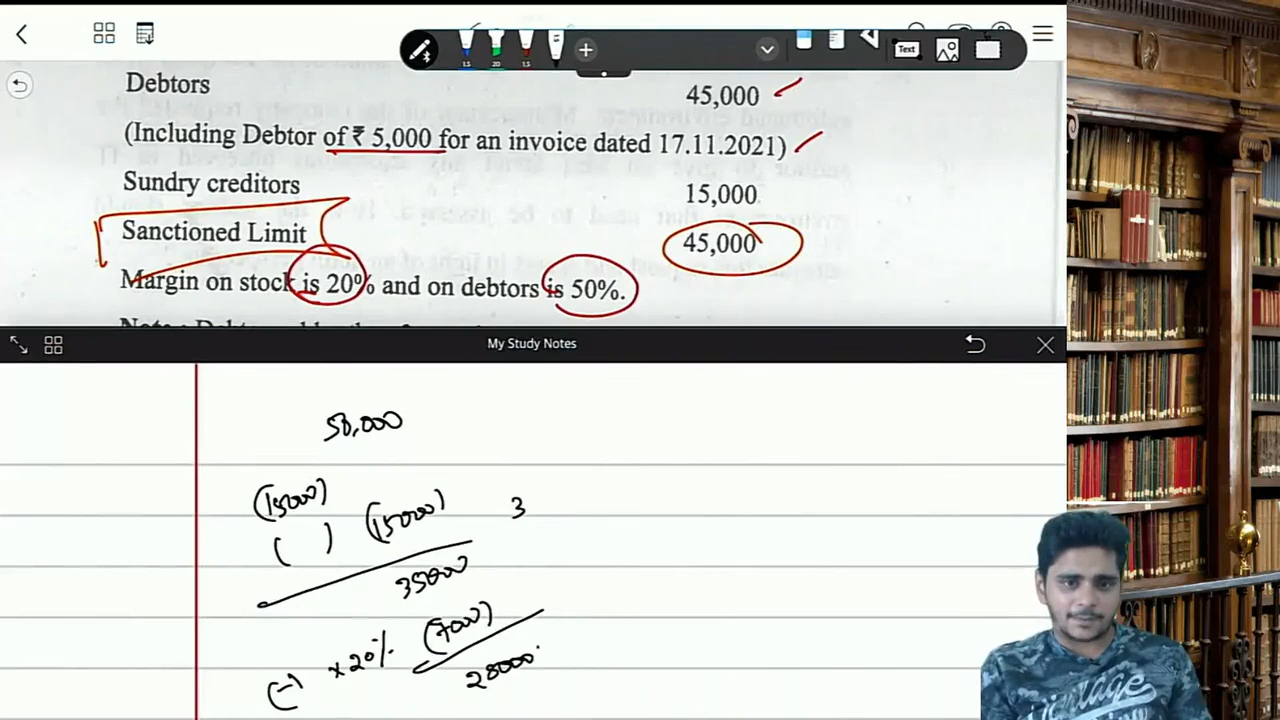 Text
Debtors 45,000
(Including Debtor of ₹ 5,000 for an invoice dated 17.11.2021)
Sundry creditors 15,000
Sanctioned Limit 45,000
Margin on stock is 20% and on debtors is 50%.
My Study Notes
50,000
(15000)
( ) (15000) 3
35000
(-) × 20% (7000)
28000